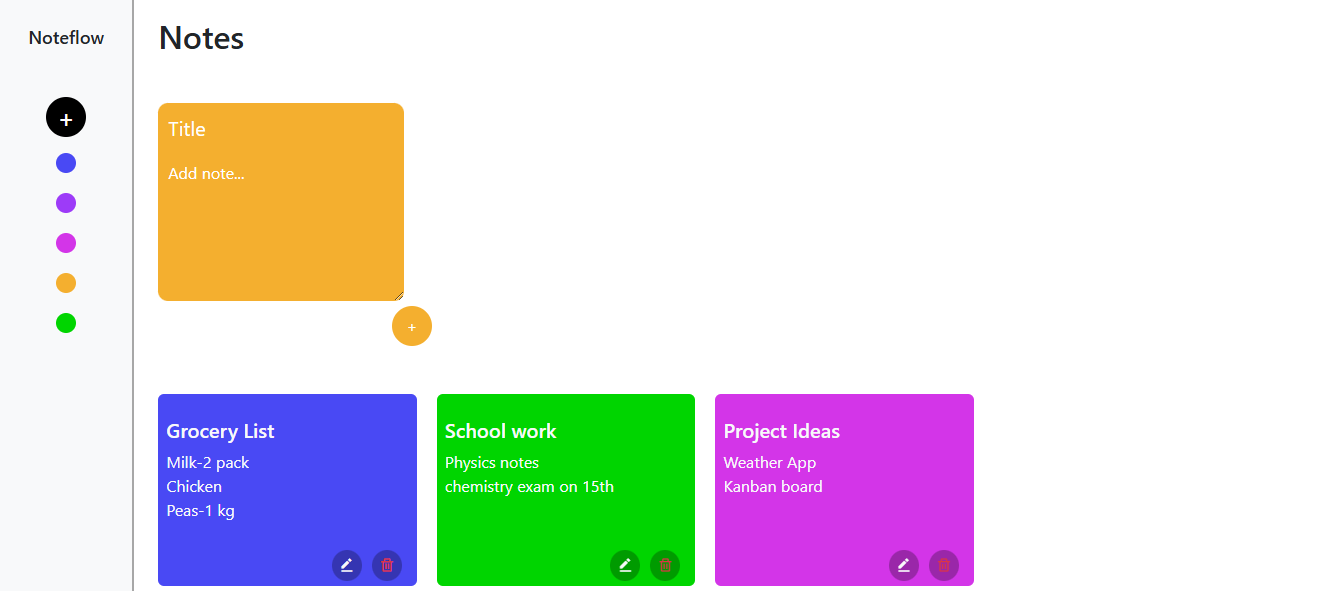 Noteflow
Notes
+
Title
Add note...
+
Grocery List
Milk-2 pack
Chicken
Peas-1 kg
School work
Physics notes
chemistry exam on 15th
Project Ideas
Weather App
Kanban board